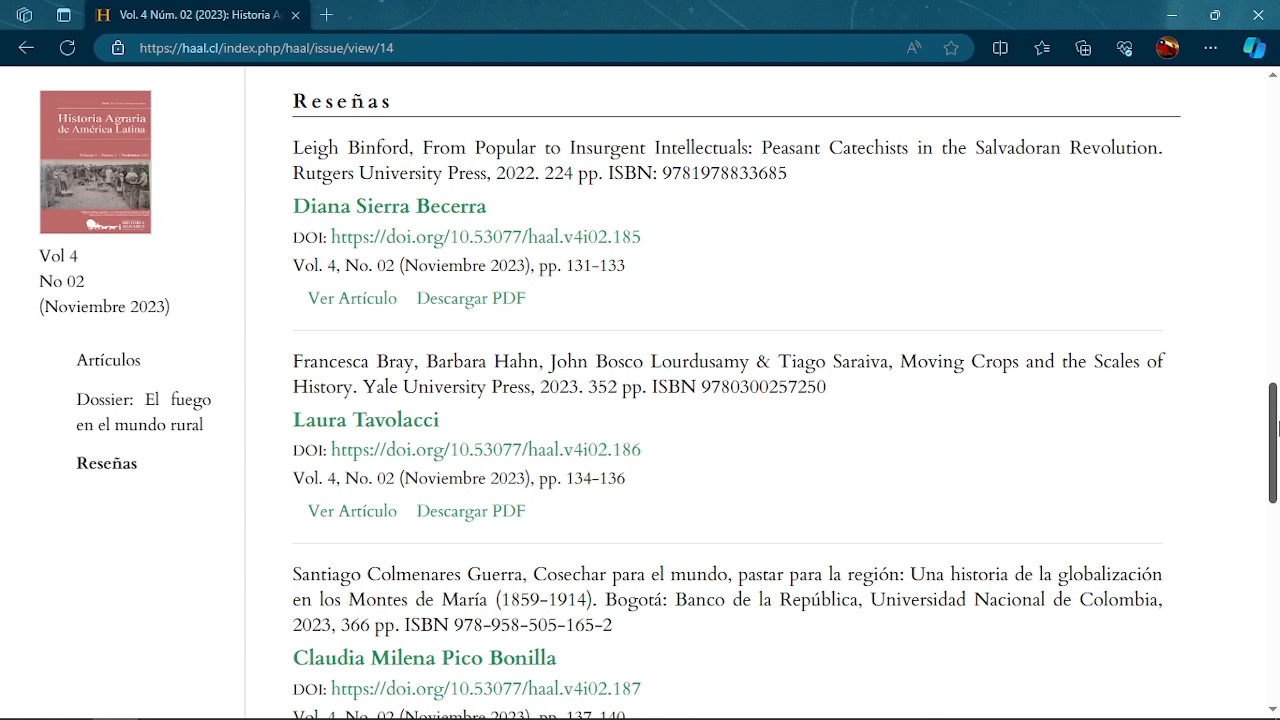 Vol. 4 Núm. 02 (2023): Historia A
https://haal.cl/index.php/haal/issue/view/14
Historia Agraria
de América Latina
Vol 4
No 02
(Noviembre 2023)
Artículos
Dossier: El fuego
en el mundo rural
Reseñas
Reseñas
Leigh Binford, From Popular to Insurgent Intellectuals: Peasant Catechists in the Salvadoran Revolution.
Rutgers University Press, 2022. 224 pp. ISBN: 9781978833685
Diana Sierra Becerra
DOI: https://doi.org/10.53077/haal.v4i02.185
Vol. 4, No. 02 (Noviembre 2023), pp. 131-133
Ver Artículo Descargar PDF
Francesca Bray, Barbara Hahn, John Bosco Lourdusamy & Tiago Saraiva, Moving Crops and the Scales of
History. Yale University Press, 2023. 352 pp. ISBN 9780300257250
Laura Tavolacci
DOI: https://doi.org/10.53077/haal.v4i02.186
Vol. 4, No. 02 (Noviembre 2023), pp. 134-136
Ver Artículo Descargar PDF
Santiago Colmenares Guerra, Cosechar para el mundo, pastar para la región: Una historia de la globalización
en los Montes de María (1859-1914). Bogotá: Banco de la República, Universidad Nacional de Colombia,
2023, 366 pp. ISBN 978-958-505-165-2
Claudia Milena Pico Bonilla
DOI: https://doi.org/10.53077/haal.v4i02.187
Vol. 4, No. 02 (Noviembre 2023), pp. 137-140